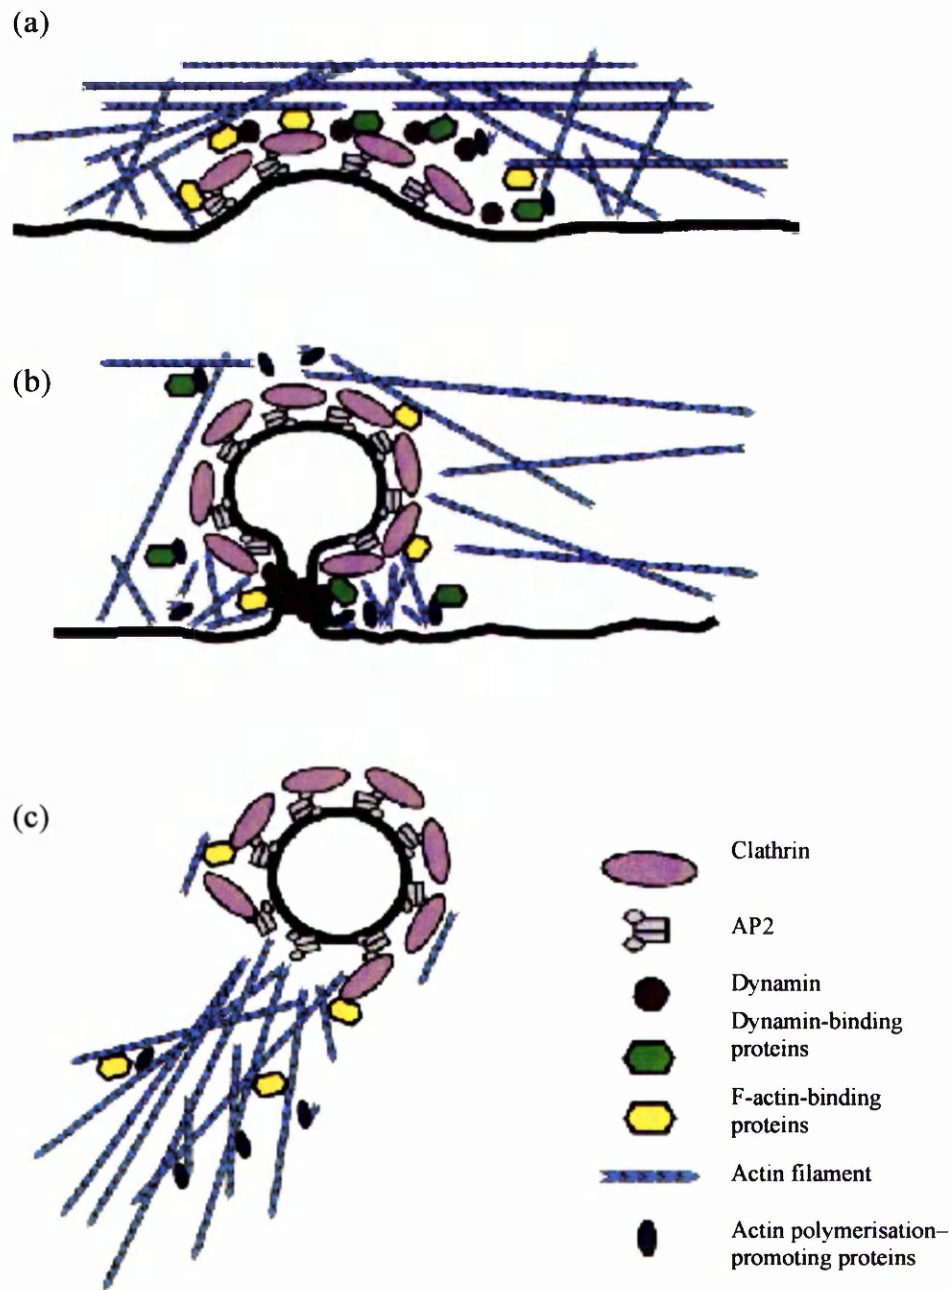 (a)
(b)
(c)
Clathrin
AP2
Dynamin
Dynamin-binding
proteins
F-actin-binding
proteins
Actin filament
Actin polymerisation–
promoting proteins